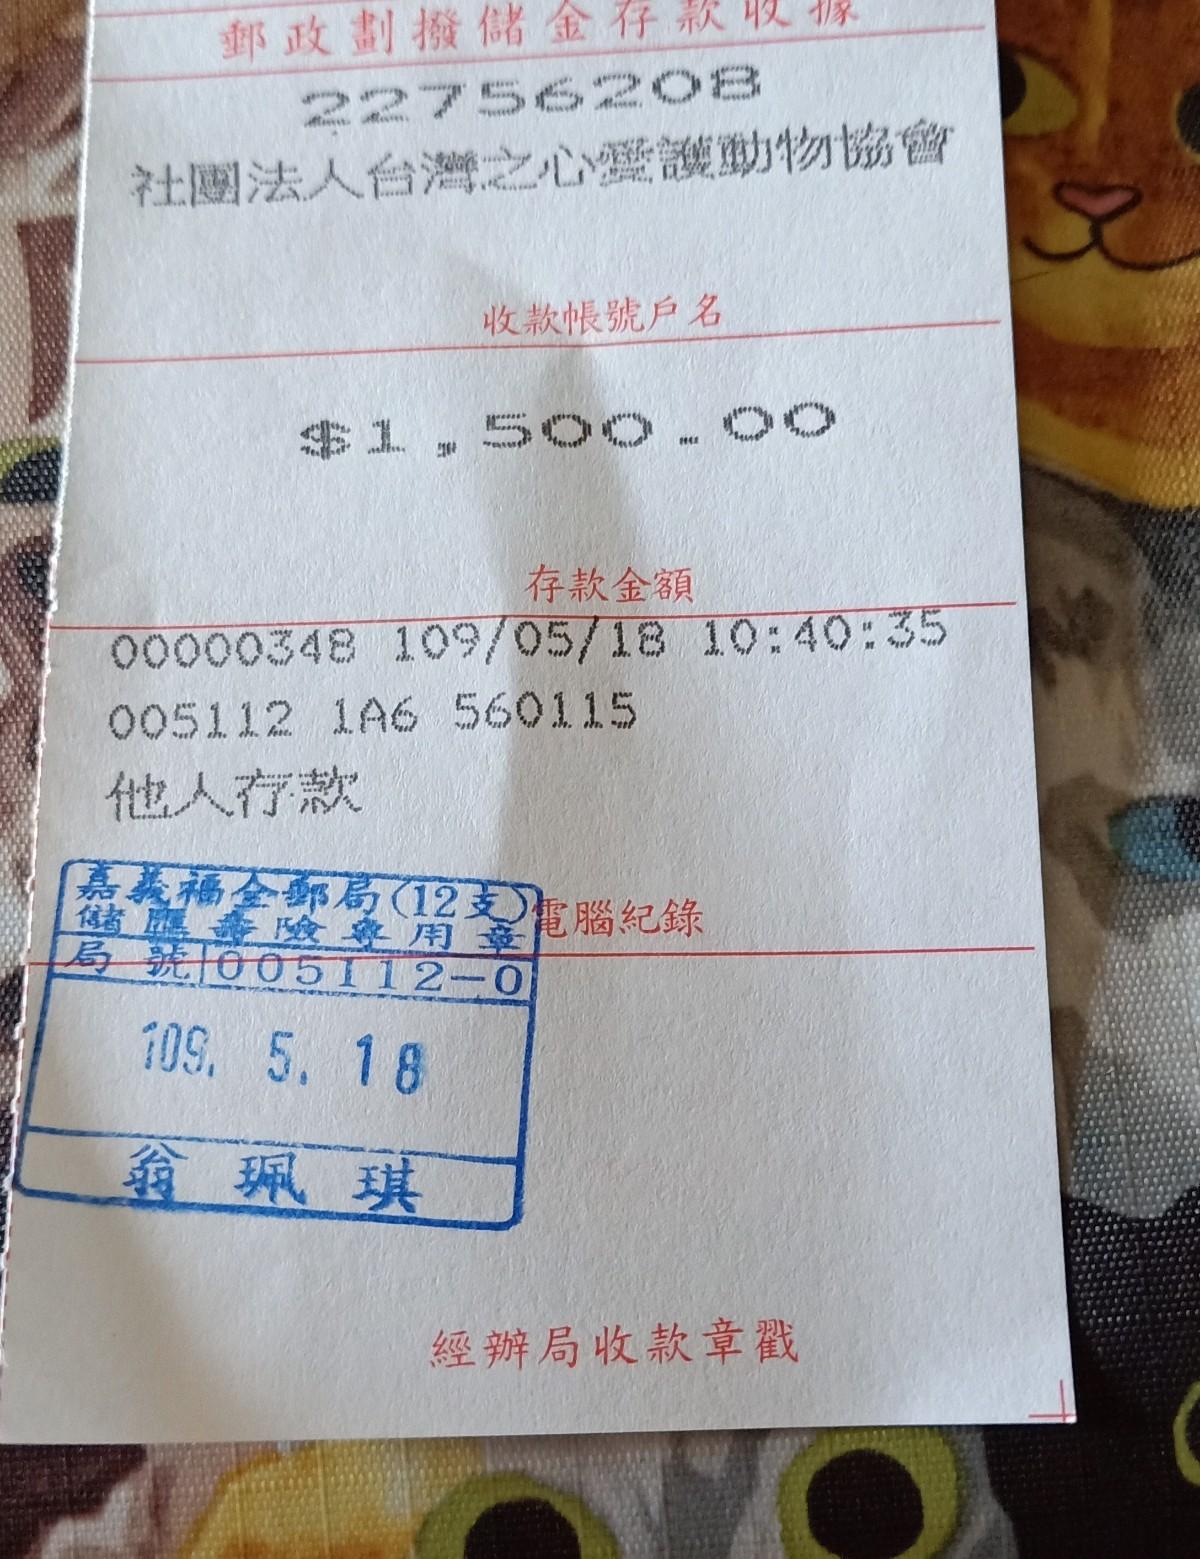 郵政劃撥儲金存款收據
22756208
社團法人台灣之心愛護動物協會
收款帳號戶名
$1,500.00
存款金額
00000348 109/05/18 10:40:35
005112 1A6 560115
他人存款
電腦紀錄
嘉義福全郵局(12支)
儲匯壽險專用章
局號 005112-0
109. 5. 18
翁珮琪
經辦局收款章戳